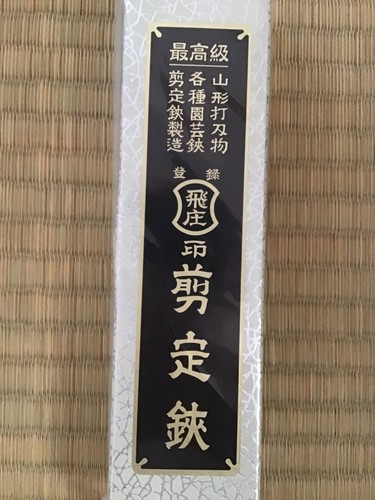 最高級
山形打刃物
各種園芸鋏
剪定鋏製造
登録
飛庄
印
剪定鋏